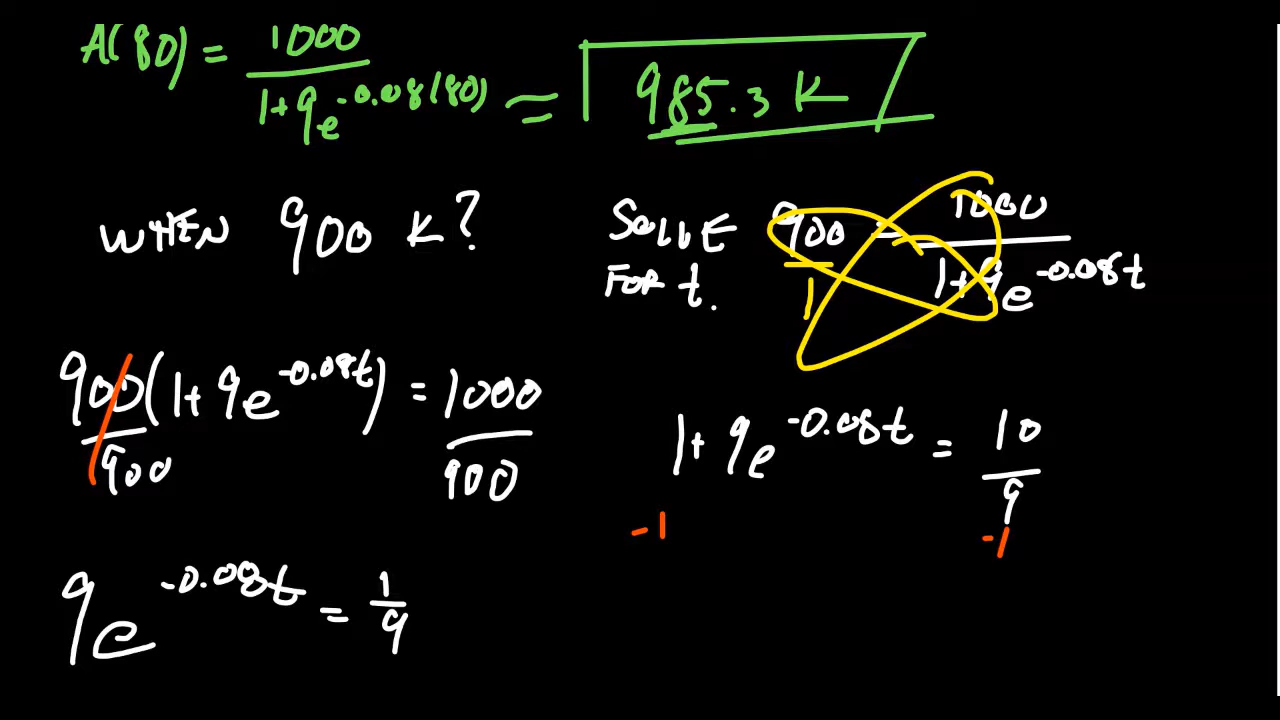 A(80) = 1000 / 1+9e^-0.08(80) = 985.3 K
WHEN 900 K?
SOLVE FOR t. 900/1 = 1000 / 1+9e^-0.08t
900(1+9e^-0.08t) / 900 = 1000 / 900
1+9e^-0.08t = 10/9
-1 -1
9e^-0.08t = 1/9